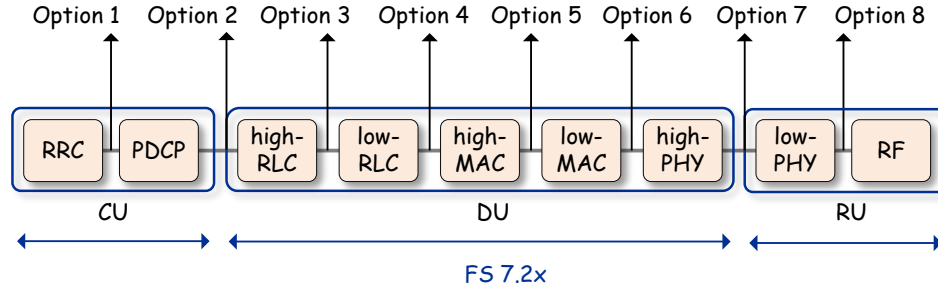 Option 1 Option 2 Option 3 Option 4 Option 5 Option 6 Option 7 Option 8
RRC PDCP high- low- high- low- high- low- RF
RLC RLC MAC MAC PHY PHY
CU DU RU
FS 7.2x